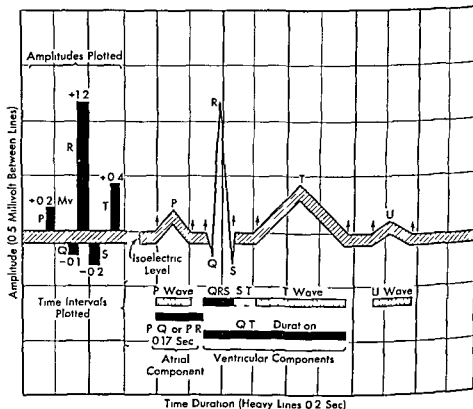 Amplitudes Plotted
+1.2
R
+0.4
+0.2 Mv
P
T
Q
-0.1
S
-0.2
Time Intervals
Plotted
Isoelectric
Level
R
P
Q
S
T
U
P Wave
QRS
S T
T Wave
U Wave
P Q or P R
0.17 Sec
Q T Duration
Atrial
Component
Ventricular Components
Amplitude (0.5 Millivolt Between Lines)
Time Duration (Heavy Lines 0.2 Sec)